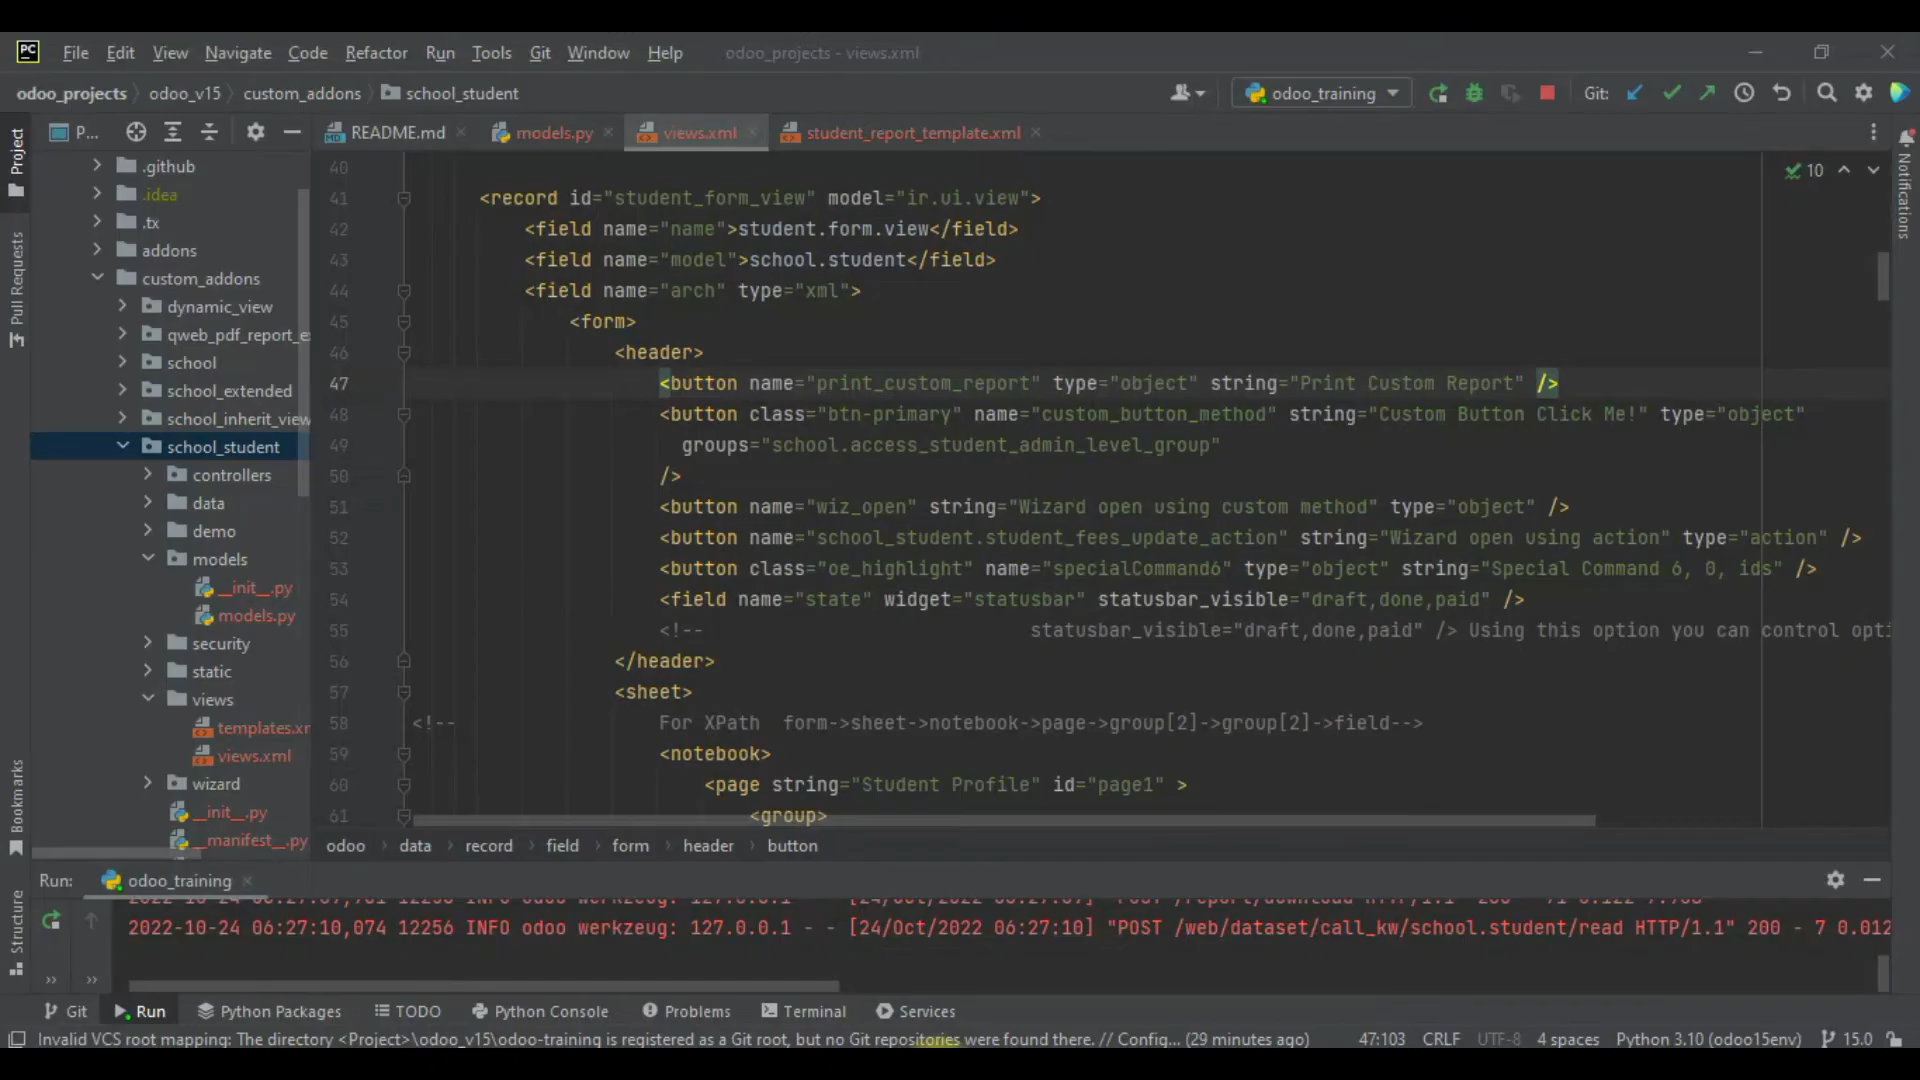 PC File Edit View Navigate Code Refactor Run Tools Git Window Help odoo_projects - views.xml
odoo_projects odoo_v15 custom_addons school_student odoo_training Git:
Project P... README.md models.py views.xml student_report_template.xml
Notifications
Pull Requests
Bookmarks
Structure
.github
.idea
.tx
addons
custom_addons
dynamic_view
qweb_pdf_report_e
school
school_extended
school_inherit_view
school_student
controllers
data
demo
models
__init__.py
models.py
security
static
views
templates.xr
views.xml
wizard
__init__.py
__manifest__.py
10
40
41 <record id="student_form_view" model="ir.ui.view">
42 <field name="name">student.form.view</field>
43 <field name="model">school.student</field>
44 <field name="arch" type="xml">
45 <form>
46 <header>
47 <button name="print_custom_report" type="object" string="Print Custom Report" />
48 <button class="btn-primary" name="custom_button_method" string="Custom Button Click Me!" type="object"
49 groups="school.access_student_admin_level_group"
50 />
51 <button name="wiz_open" string="Wizard open using custom method" type="object" />
52 <button name="school_student.student_fees_update_action" string="Wizard open using action" type="action" />
53 <button class="oe_highlight" name="specialCommand6" type="object" string="Special Command 6, 0, ids" />
54 <field name="state" widget="statusbar" statusbar_visible="draft,done,paid" />
55 <!-- statusbar_visible="draft,done,paid" /> Using this option you can control opti
56 </header>
57 <sheet>
58 <!-- For XPath form->sheet->notebook->page->group[2]->group[2]->field-->
59 <notebook>
60 <page string="Student Profile" id="page1" >
61 <group>
odoo data record field form header button
Run: odoo_training
2022-10-24 06:27:10,074 12256 INFO odoo werkzeug: 127.0.0.1 - - [24/Oct/2022 06:27:10] "POST /web/dataset/call_kw/school.student/read HTTP/1.1" 200 - 7 0.012
Git Run Python Packages TODO Python Console Problems Terminal Services
Invalid VCS root mapping: The directory <Project>\odoo_v15\odoo-training is registered as a Git root, but no Git repositories were found there. // Config... (29 minutes ago) 47:103 CRLF UTF-8 4 spaces Python 3.10 (odoo15env) 15.0